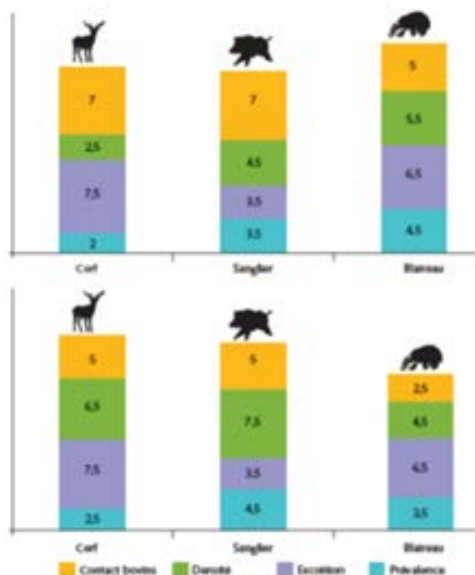 7 7 5
2,5 4,5 5,5
7,5 3,5 6,5
2 3,5 4,5
Cerf Sanglier Blaireau
5 5 2,5
6,5 7,5 4,5
7,5 3,5 6,5
2,5 4,5 3,5
Cerf Sanglier Blaireau
Contact bovins Densité Excrétion Prévalence